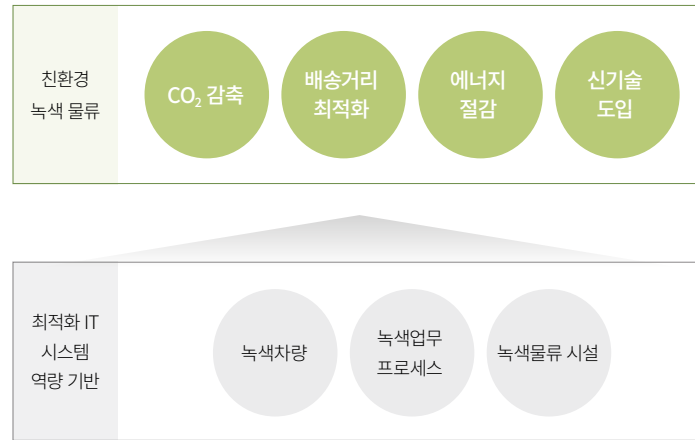 친환경
녹색 물류
CO₂ 감축
배송거리
최적화
에너지
절감
신기술
도입
최적화 IT
시스템
역량 기반
녹색차량
녹색업무
프로세스
녹색물류 시설